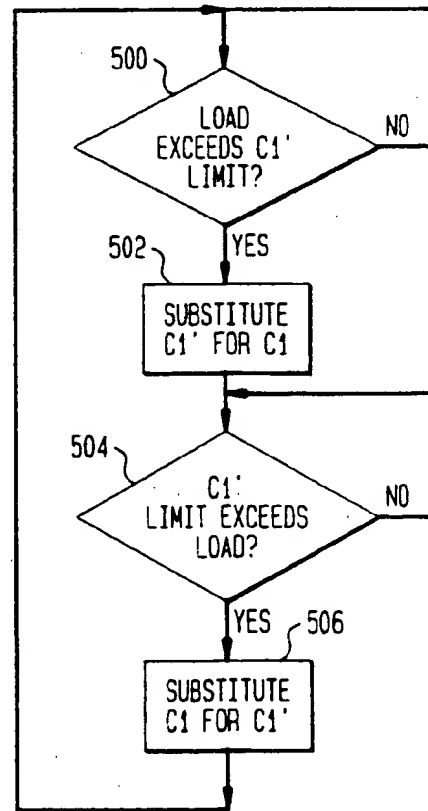 500
LOAD
EXCEEDS C1'
LIMIT?
NO
YES
502
SUBSTITUTE
C1' FOR C1
504
C1'
LIMIT EXCEEDS
LOAD?
NO
YES
506
SUBSTITUTE
C1 FOR C1'